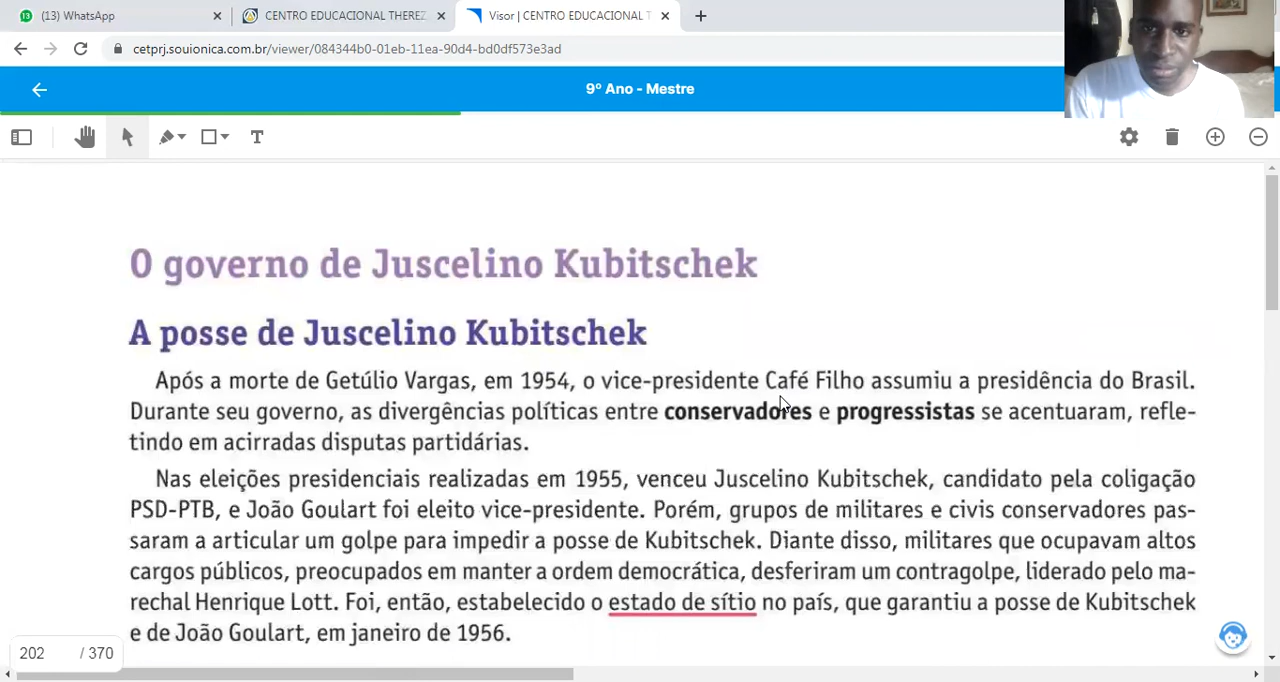 (13) WhatsApp
CENTRO EDUCACIONAL THEREZ
Visor | CENTRO EDUCACIONAL T
cetprj.souionica.com.br/viewer/084344b0-01eb-11ea-90d4-bd0df573e3ad
9º Ano - Mestre
T
O governo de Juscelino Kubitschek
A posse de Juscelino Kubitschek
Após a morte de Getúlio Vargas, em 1954, o vice-presidente Café Filho assumiu a presidência do Brasil.
Durante seu governo, as divergências políticas entre conservadores e progressistas se acentuaram, refle-
tindo em acirradas disputas partidárias.
Nas eleições presidenciais realizadas em 1955, venceu Juscelino Kubitschek, candidato pela coligação
PSD-PTB, e João Goulart foi eleito vice-presidente. Porém, grupos de militares e civis conservadores pas-
saram a articular um golpe para impedir a posse de Kubitschek. Diante disso, militares que ocupavam altos
cargos públicos, preocupados em manter a ordem democrática, desferiram um contragolpe, liderado pelo ma-
rechal Henrique Lott. Foi, então, estabelecido o estado de sítio no país, que garantiu a posse de Kubitschek
e de João Goulart, em janeiro de 1956.
202 / 370